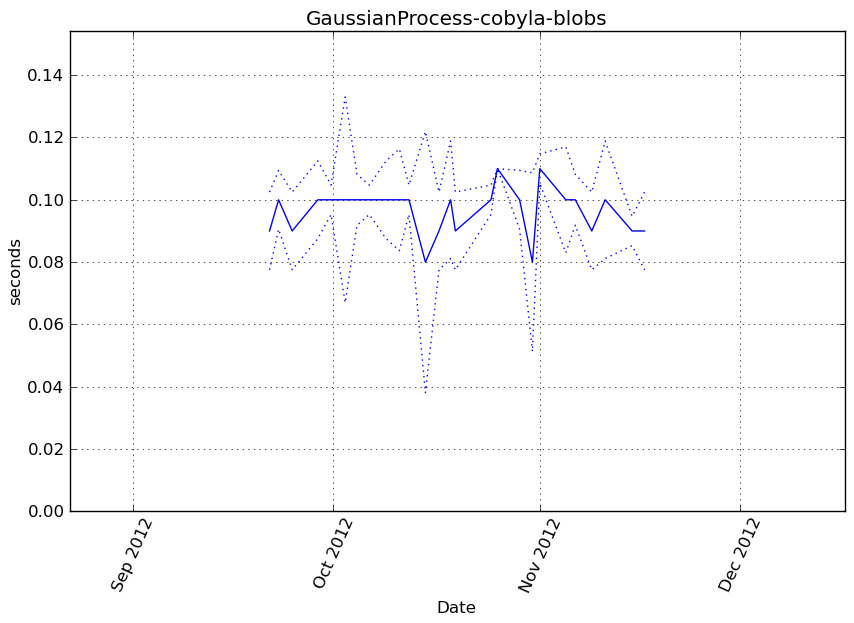 GaussianProcess-cobyla-blobs
0.14
0.12
0.10
0.08
0.06
0.04
0.02
0.00
seconds
Sep 2012
Oct 2012
Nov 2012
Dec 2012
Date